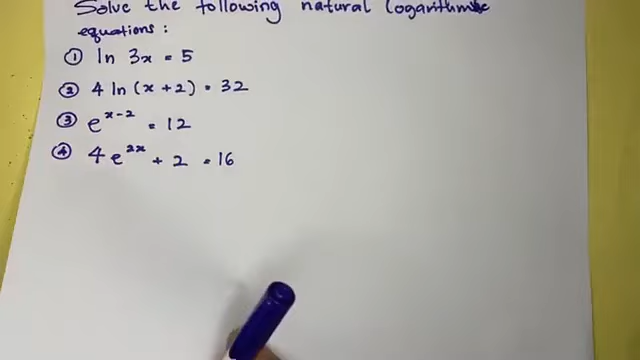 Solve the following natural logarithmic
equations:
① ln 3x = 5
② 4 ln (x + 2) = 32
③ e^{x-2} = 12
④ 4e^{2x} + 2 = 16